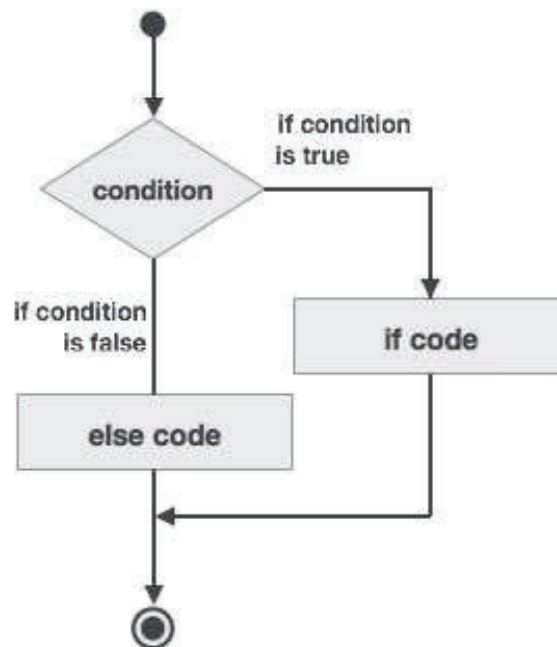 if condition
is true
condition
if condition
is false
if code
else code